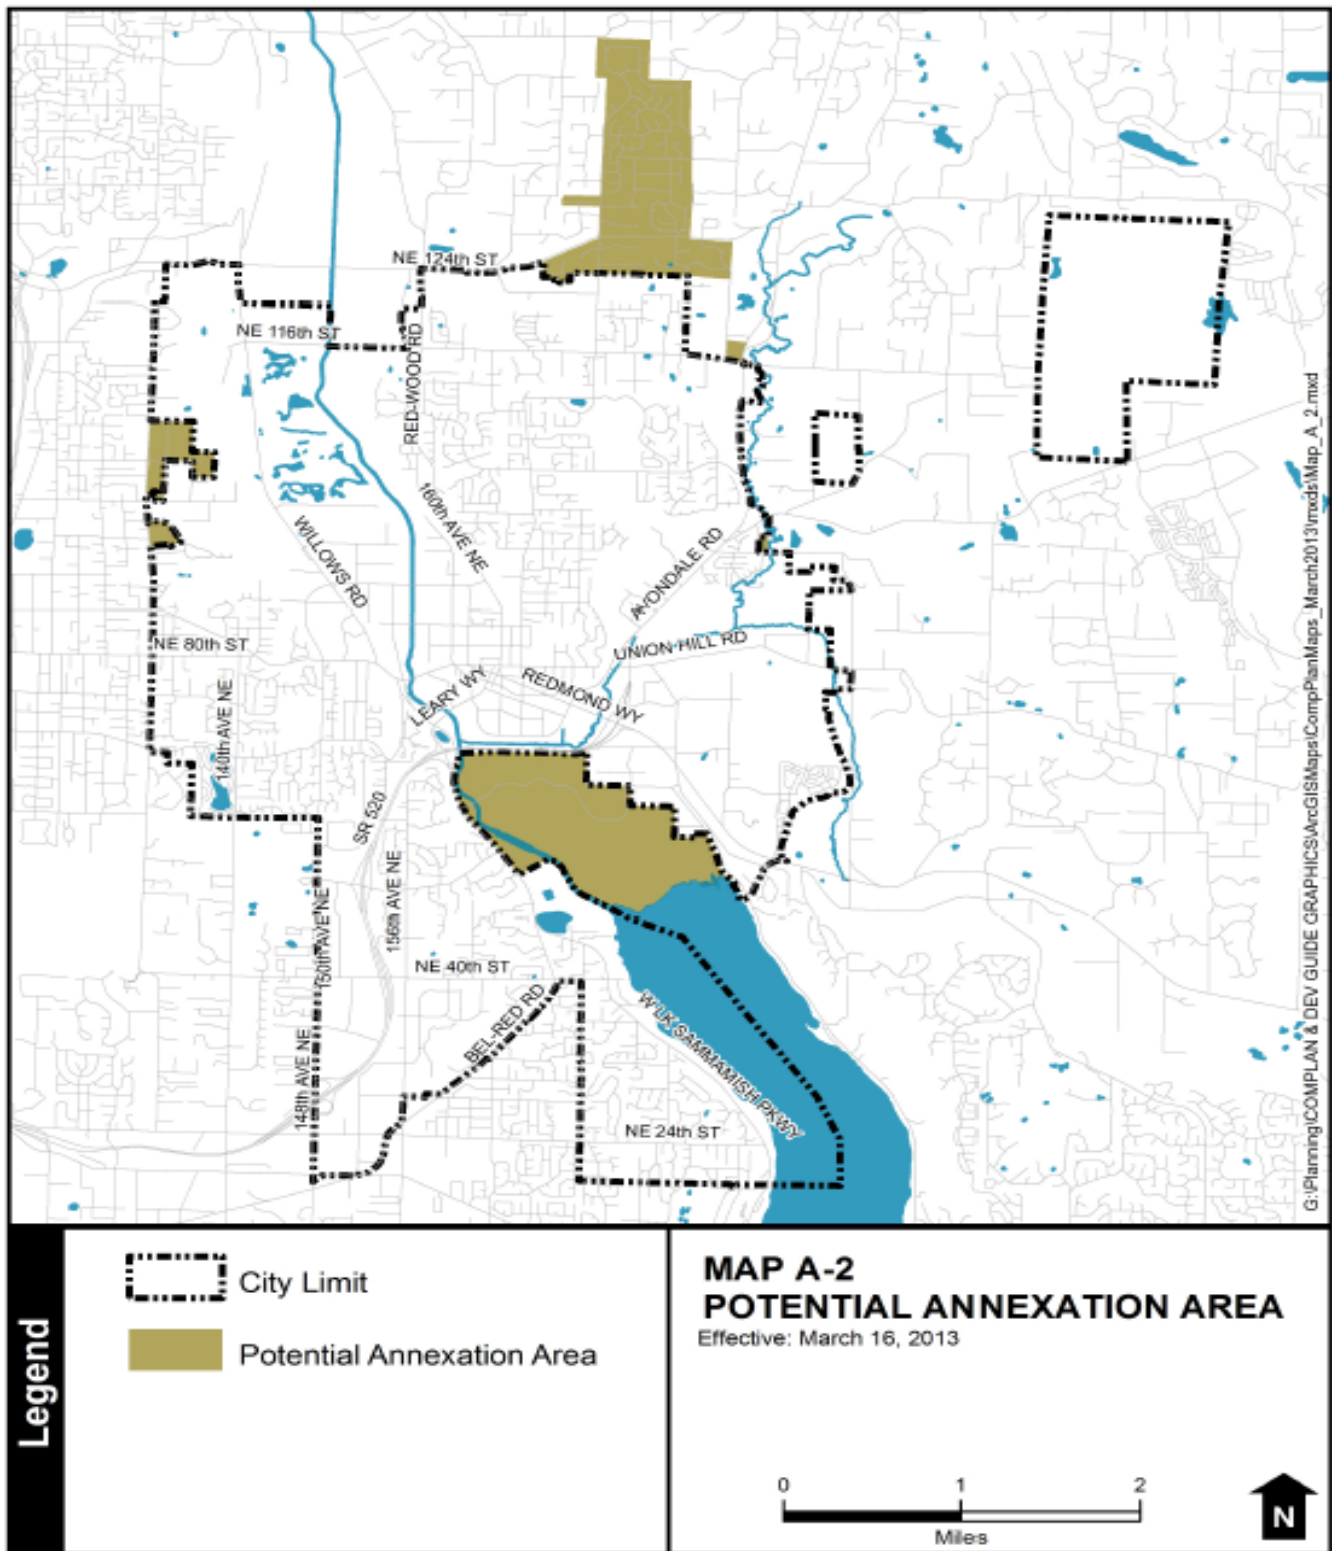 NE 124th ST
NE 116th ST
RED-WOOD RD
160th AVE NE
WILLOWS RD
AVONDALE RD
UNION HILL RD
NE 80th ST
140th AVE NE
LEARY WY
REDMOND WY
SR 520
150th AVE NE
156th AVE NE
NE 40th ST
BEL-RED RD
W LK SAMMAMISH PKWY
148th AVE NE
NE 24th ST
G:\Planning\COMPLAN & DEV GUIDE GRAPHICS\ArcGISMaps\CompPlanMaps_March2013\mxds\Map_A_2.mxd
Legend
City Limit
Potential Annexation Area
MAP A-2
POTENTIAL ANNEXATION AREA
Effective: March 16, 2013
0 1 2
Miles
N